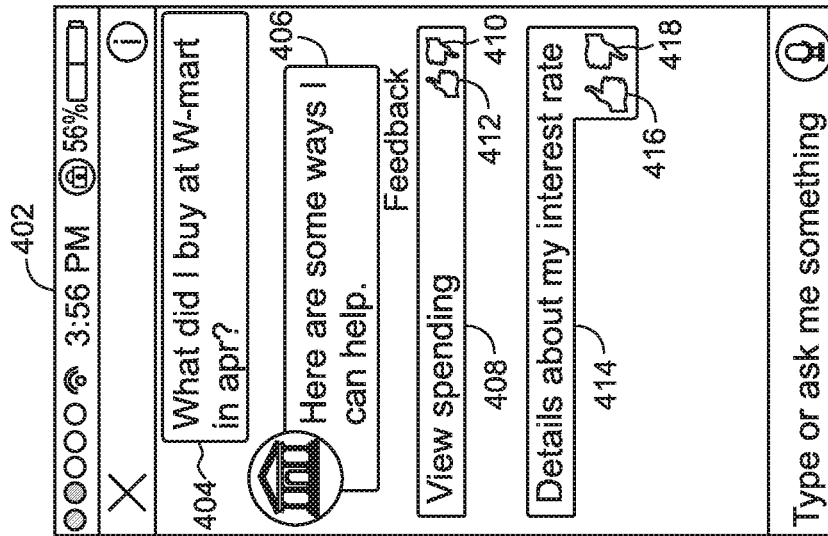 402
3:56 PM 56%
What did I buy at W-mart
in apr?
404
406
Here are some ways I
can help.
Feedback
View spending
408
412
410
Details about my interest rate
414
416
418
Type or ask me something